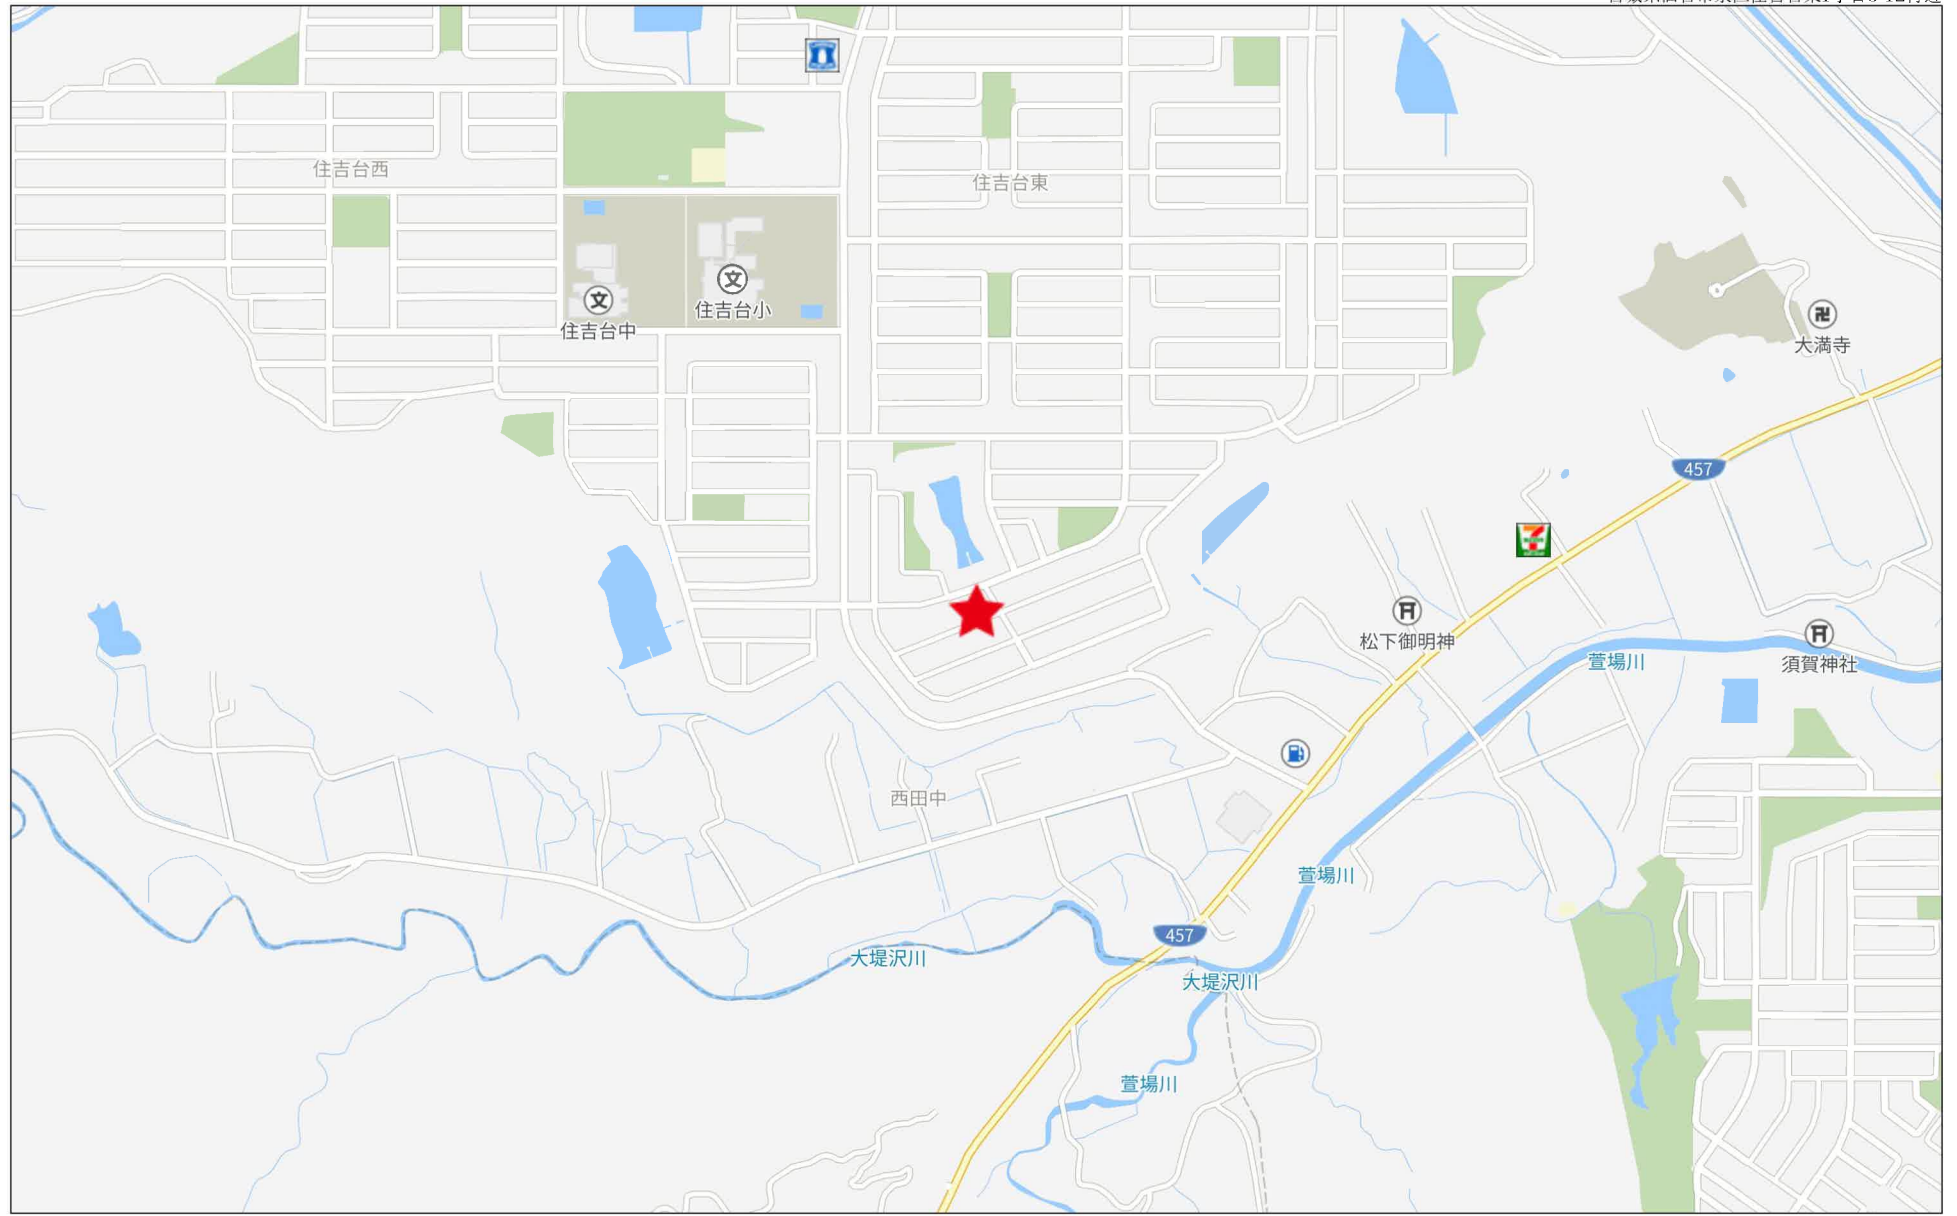 住吉台西
住吉台東
住吉台小
住吉台中
大満寺
457
松下御明神
萱場川
須賀神社
西田中
萱場川
457
大堤沢川
大堤沢川
萱場川